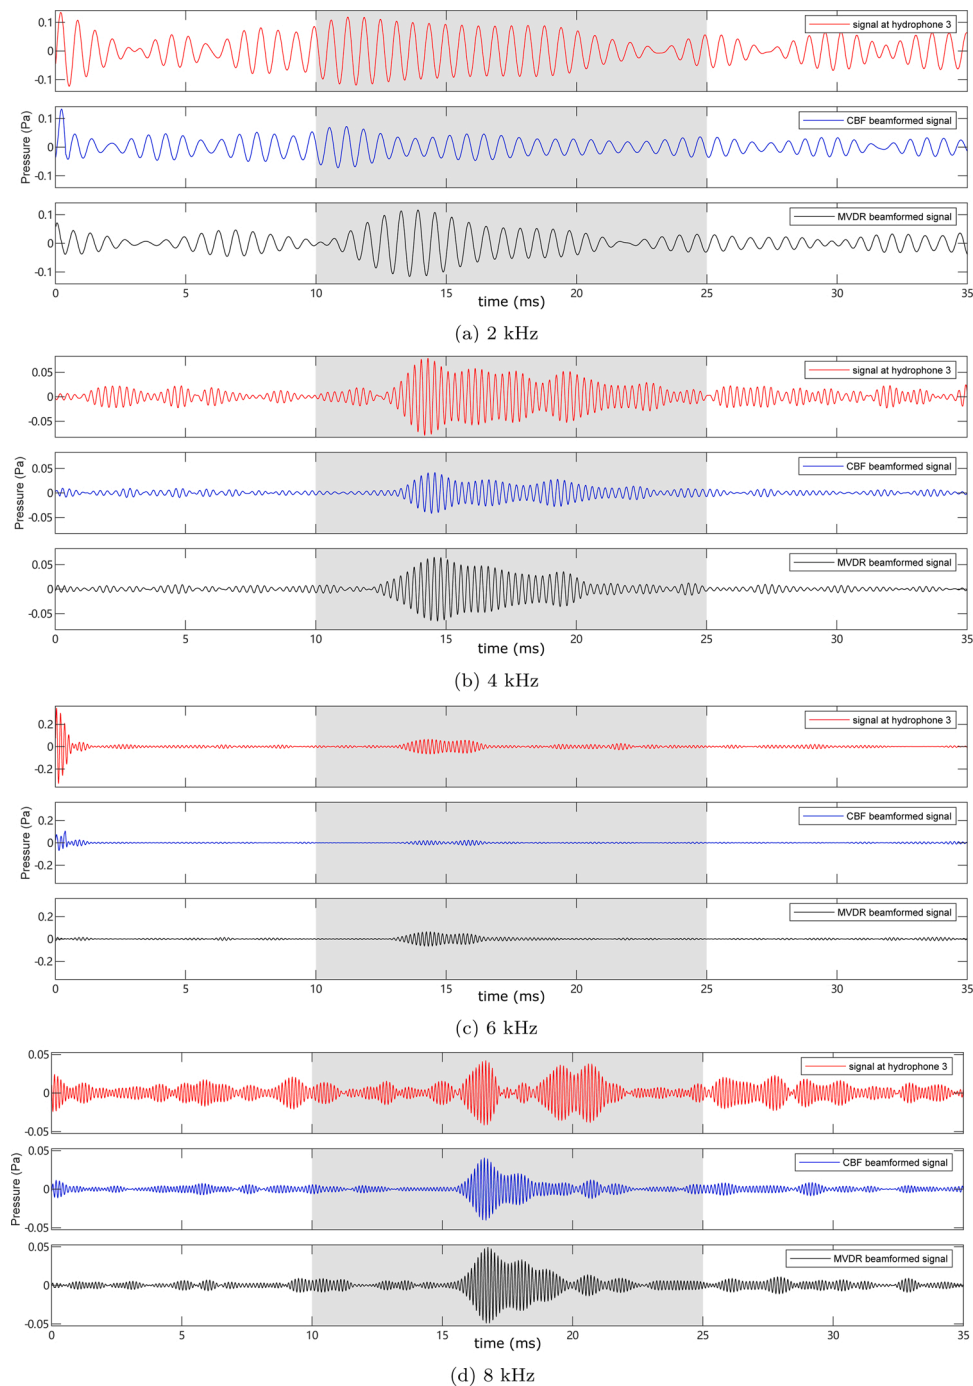 0.1
0
-0.1
signal at hydrophone 3
0.1
0
-0.1
Pressure (Pa)
CBF beamformed signal
0.1
0
-0.1
MVDR beamformed signal
0 5 10 15 20 25 30 35
time (ms)
(a) 2 kHz
0.05
0
-0.05
signal at hydrophone 3
0.05
0
-0.05
Pressure (Pa)
CBF beamformed signal
0.05
0
-0.05
MVDR beamformed signal
0 5 10 15 20 25 30 35
time (ms)
(b) 4 kHz
0.2
0
-0.2
signal at hydrophone 3
0.2
0
-0.2
Pressure (Pa)
CBF beamformed signal
0.2
0
-0.2
MVDR beamformed signal
0 5 10 15 20 25 30 35
time (ms)
(c) 6 kHz
0.05
0
-0.05
signal at hydrophone 3
0.05
0
-0.05
Pressure (Pa)
CBF beamformed signal
0.05
0
-0.05
MVDR beamformed signal
0 5 10 15 20 25 30 35
time (ms)
(d) 8 kHz